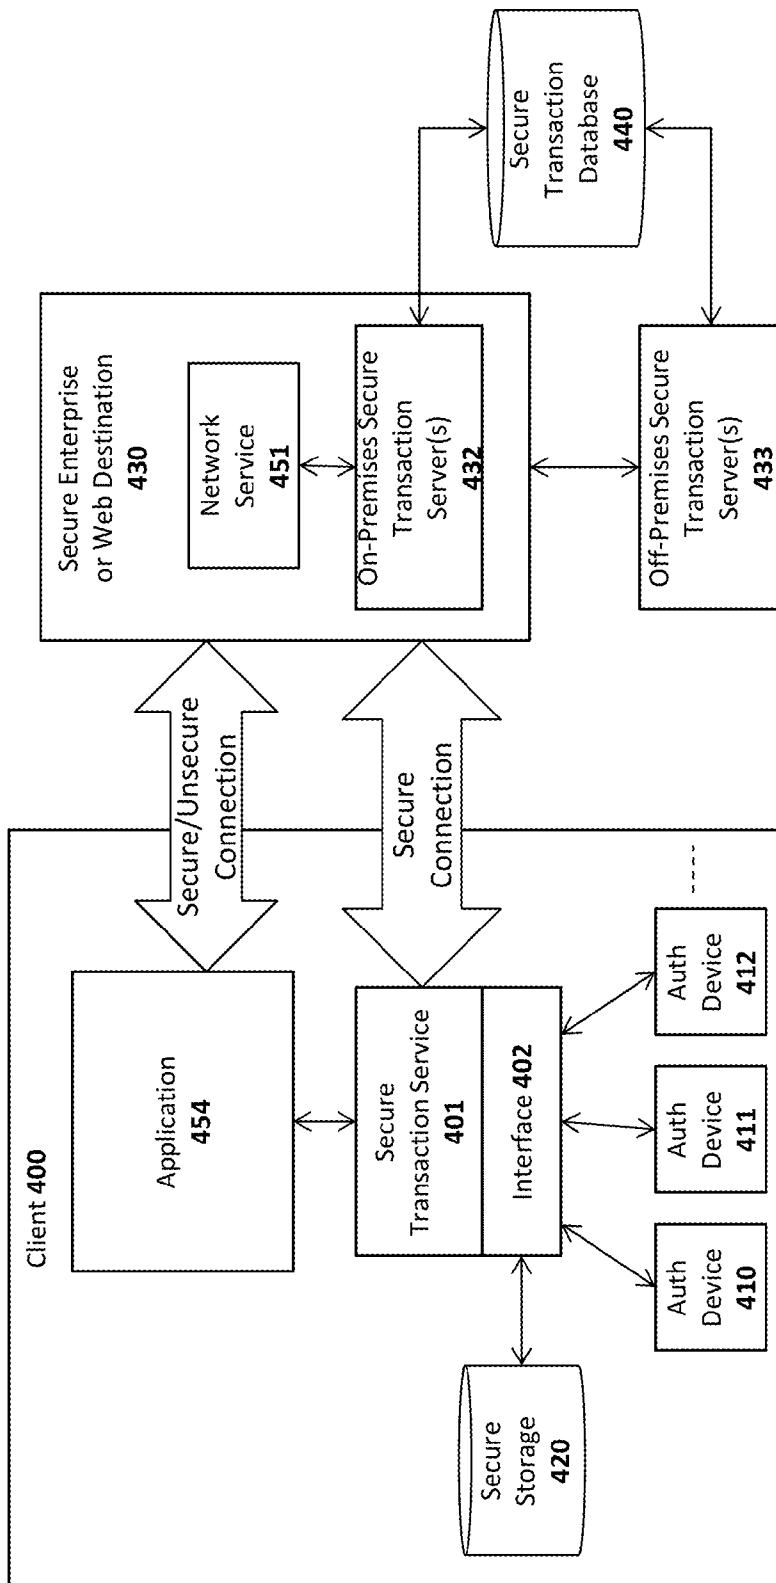 Client 400
Application
454
Secure
Transaction Service
401
Interface 402
Secure
Storage
420
Auth
Device
410
Auth
Device
411
Auth
Device
412
Secure/Unsecure
Connection
Secure
Connection
Secure Enterprise
or Web Destination
430
Network
Service
451
On-Premises Secure
Transaction
Server(s)
432
Off-Premises Secure
Transaction
Server(s)
433
Secure
Transaction
Database
440